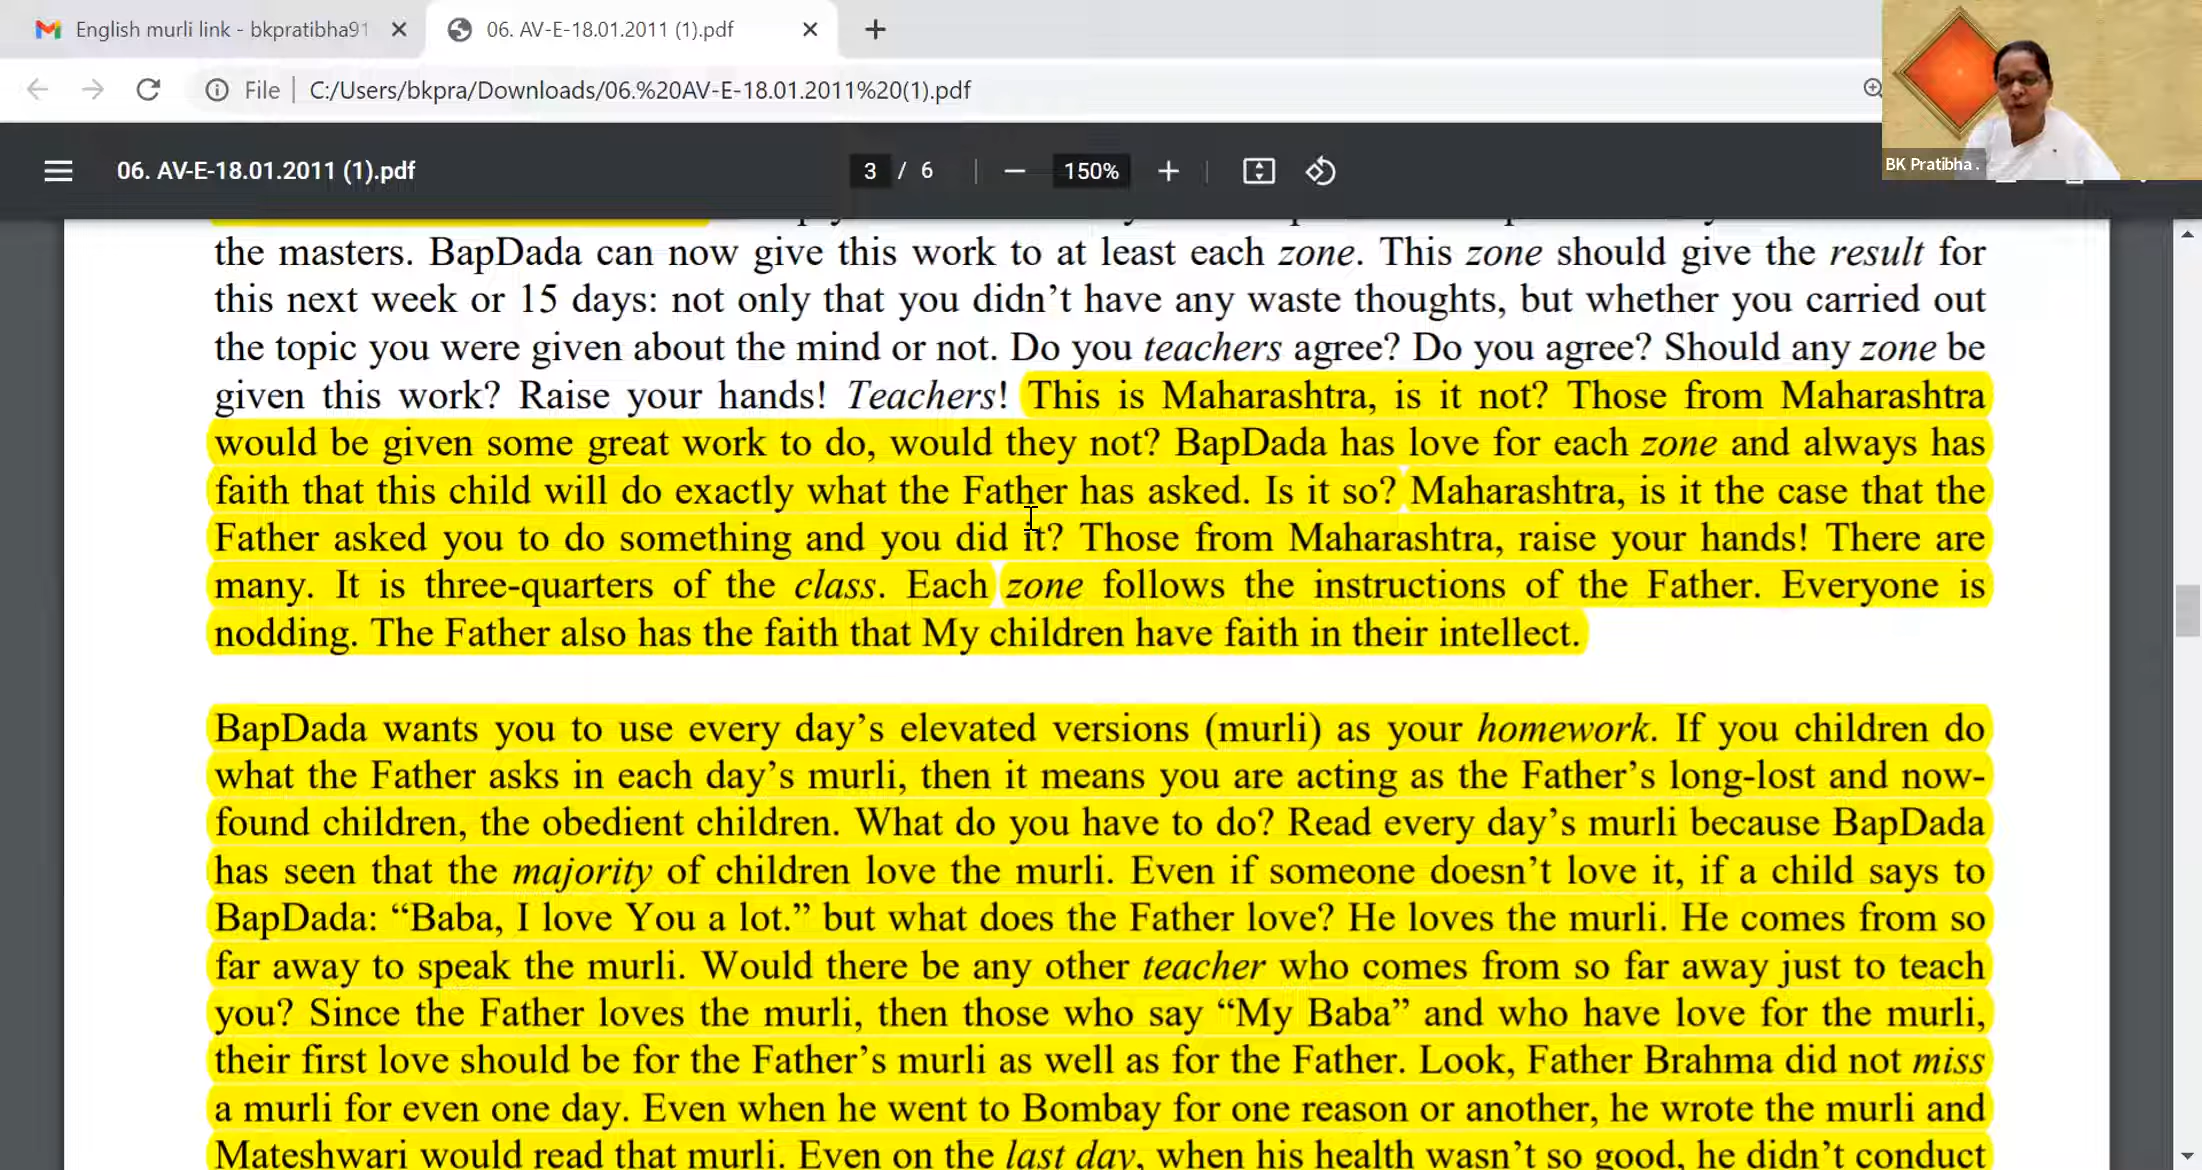 English murli link - bkpratibha91
06. AV-E-18.01.2011 (1).pdf
File
C:/Users/bkpra/Downloads/06.%20AV-E-18.01.2011%20(1).pdf
06. AV-E-18.01.2011 (1).pdf
3 / 6
150%
BK Pratibha .
the masters. BapDada can now give this work to at least each zone. This zone should give the result for
this next week or 15 days: not only that you didn’t have any waste thoughts, but whether you carried out
the topic you were given about the mind or not. Do you teachers agree? Do you agree? Should any zone be
given this work? Raise your hands! Teachers! This is Maharashtra, is it not? Those from Maharashtra
would be given some great work to do, would they not? BapDada has love for each zone and always has
faith that this child will do exactly what the Father has asked. Is it so? Maharashtra, is it the case that the
Father asked you to do something and you did it? Those from Maharashtra, raise your hands! There are
many. It is three-quarters of the class. Each zone follows the instructions of the Father. Everyone is
nodding. The Father also has the faith that My children have faith in their intellect.
BapDada wants you to use every day’s elevated versions (murli) as your homework. If you children do
what the Father asks in each day’s murli, then it means you are acting as the Father’s long-lost and now-
found children, the obedient children. What do you have to do? Read every day’s murli because BapDada
has seen that the majority of children love the murli. Even if someone doesn’t love it, if a child says to
BapDada: “Baba, I love You a lot.” but what does the Father love? He loves the murli. He comes from so
far away to speak the murli. Would there be any other teacher who comes from so far away just to teach
you? Since the Father loves the murli, then those who say “My Baba” and who have love for the murli,
their first love should be for the Father’s murli as well as for the Father. Look, Father Brahma did not miss
a murli for even one day. Even when he went to Bombay for one reason or another, he wrote the murli and
Mateshwari would read that murli. Even on the last day, when his health wasn’t so good, he didn’t conduct